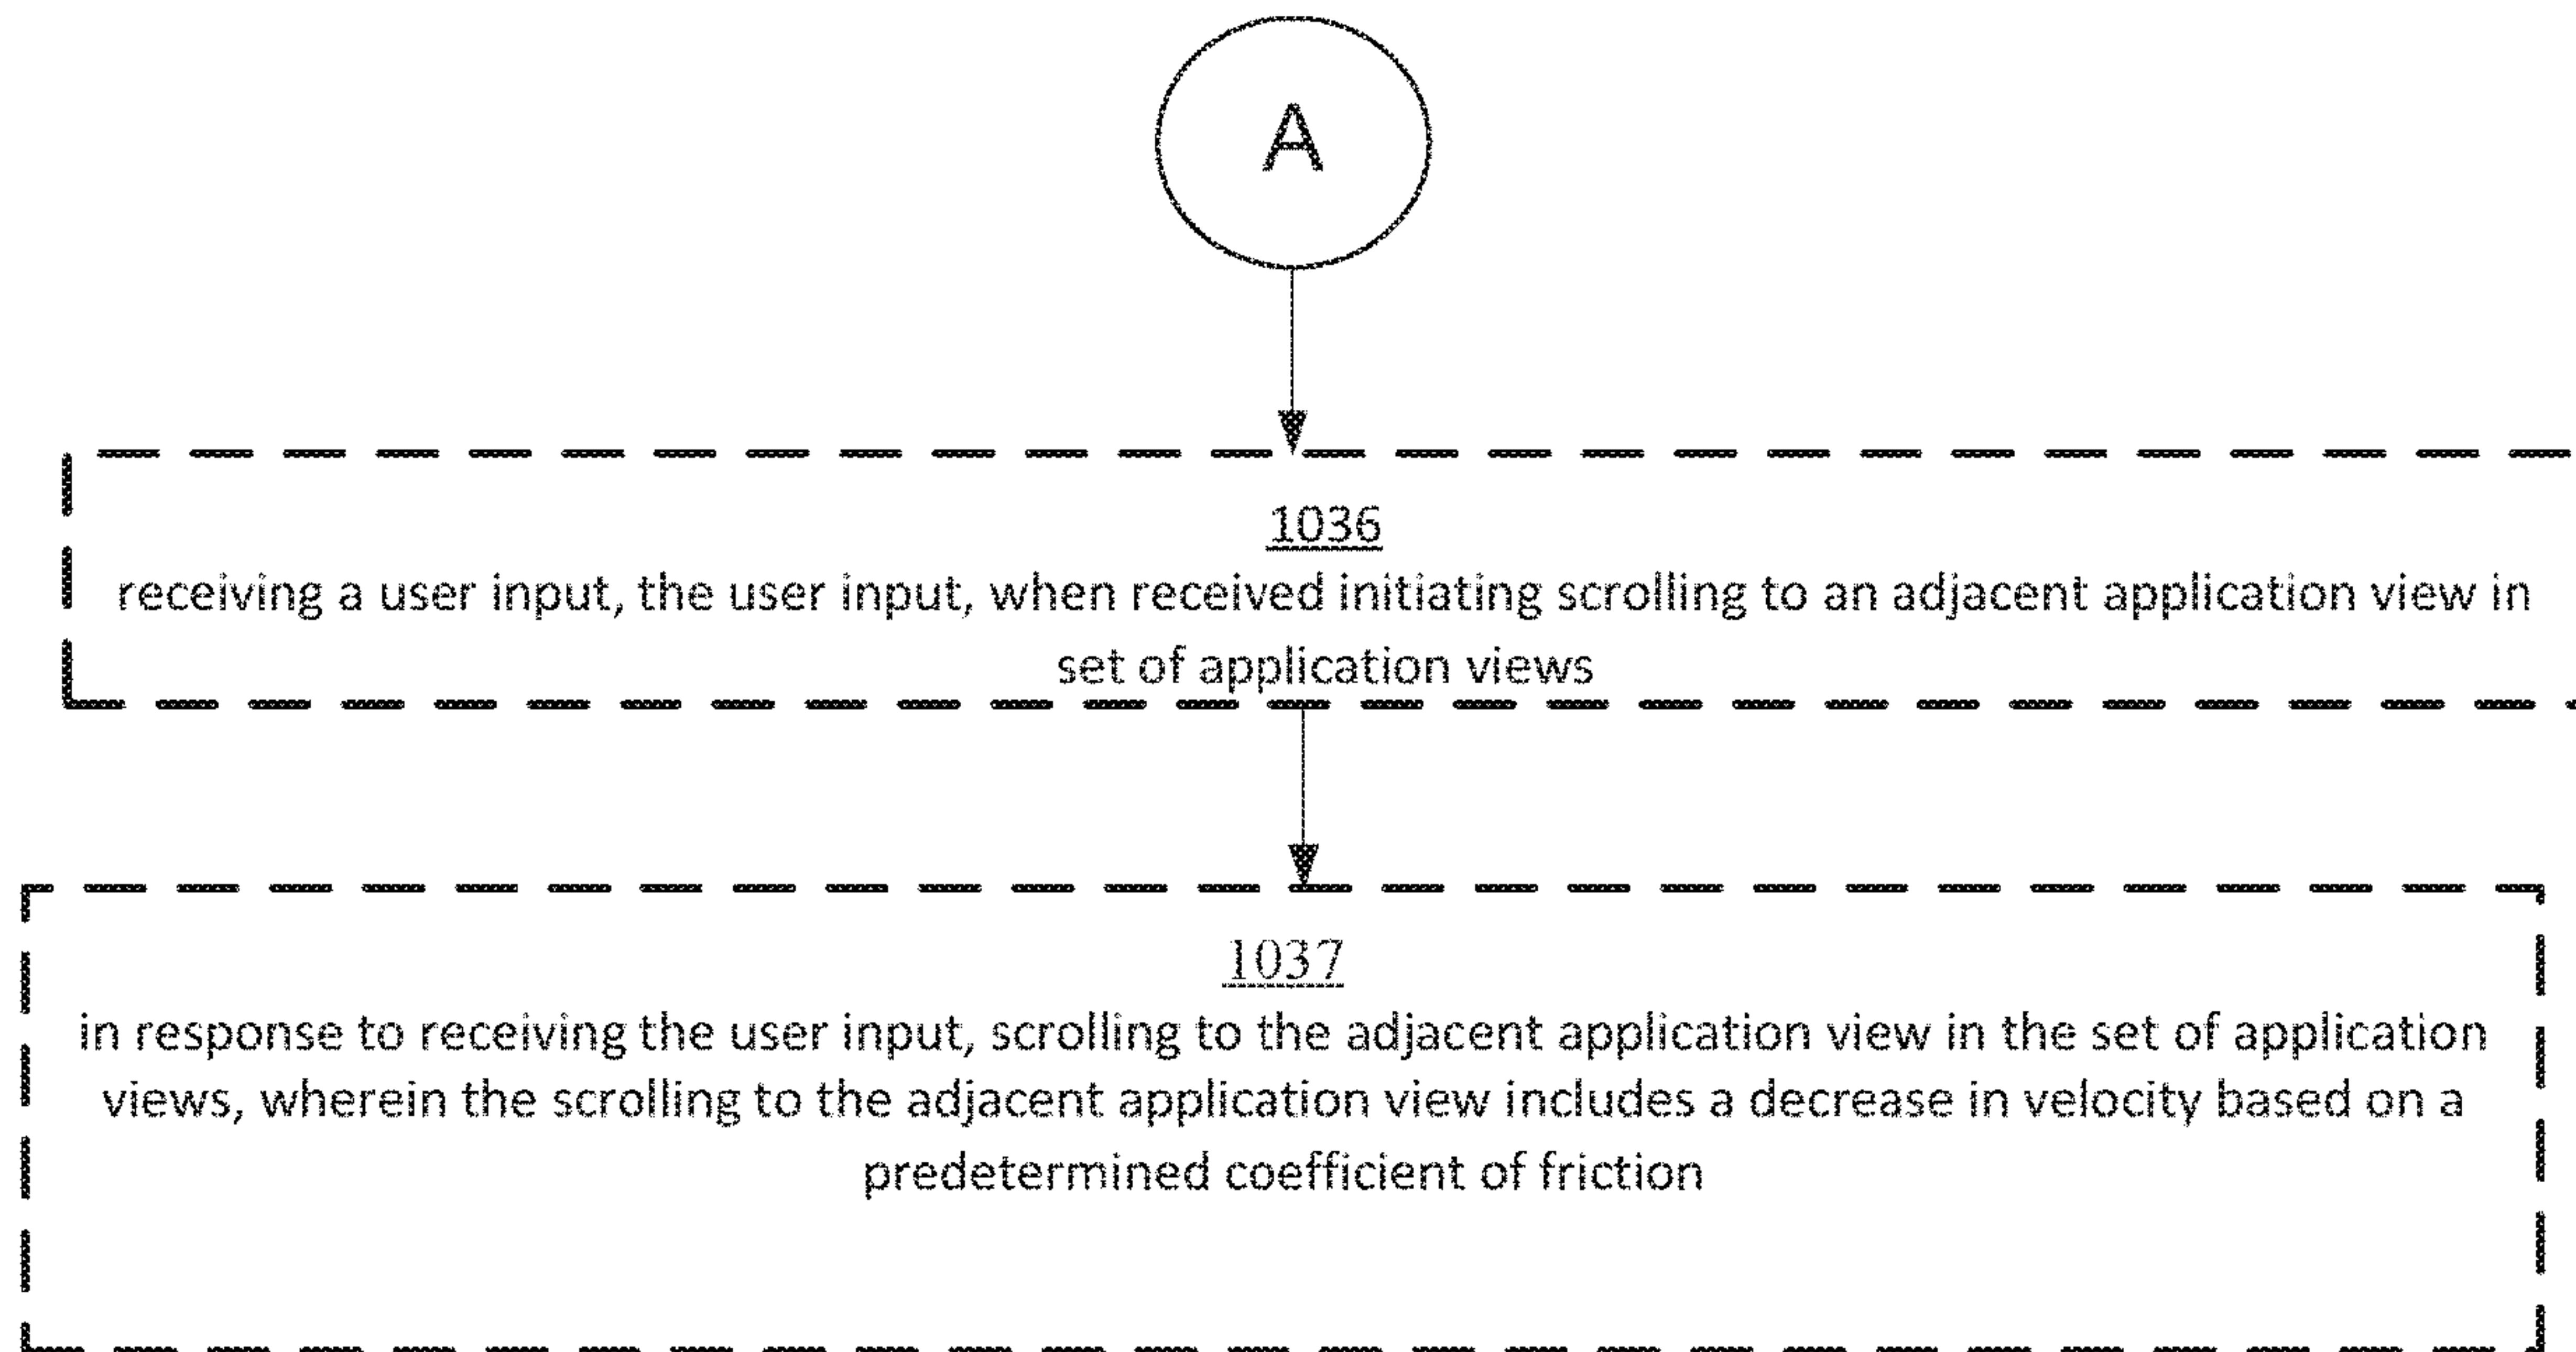 A
1036
receiving a user input, the user input, when received initiating scrolling to an adjacent application view in
set of application views
1037
in response to receiving the user input, scrolling to the adjacent application view in the set of application
views, wherein the scrolling to the adjacent application view includes a decrease in velocity based on a
predetermined coefficient of friction